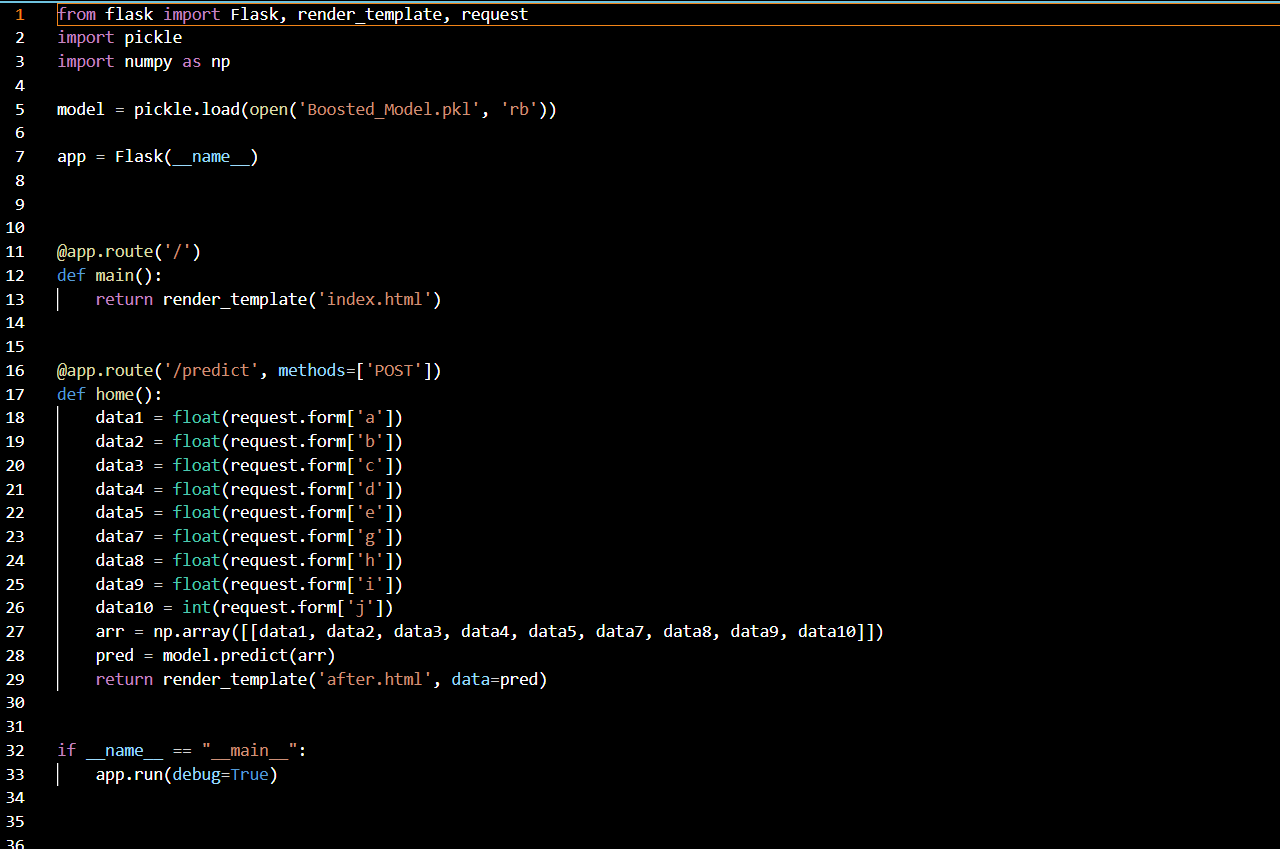 1 from flask import Flask, render_template, request
2 import pickle
3 import numpy as np
4
5 model = pickle.load(open('Boosted_Model.pkl', 'rb'))
6
7 app = Flask(__name__)
8
9
10
11 @app.route('/')
12 def main():
13     return render_template('index.html')
14
15
16 @app.route('/predict', methods=['POST'])
17 def home():
18     data1 = float(request.form['a'])
19     data2 = float(request.form['b'])
20     data3 = float(request.form['c'])
21     data4 = float(request.form['d'])
22     data5 = float(request.form['e'])
23     data7 = float(request.form['g'])
24     data8 = float(request.form['h'])
25     data9 = float(request.form['i'])
26     data10 = int(request.form['j'])
27     arr = np.array([[data1, data2, data3, data4, data5, data7, data8, data9, data10]])
28     pred = model.predict(arr)
29     return render_template('after.html', data=pred)
30
31
32 if __name__ == "__main__":
33     app.run(debug=True)
34
35
36